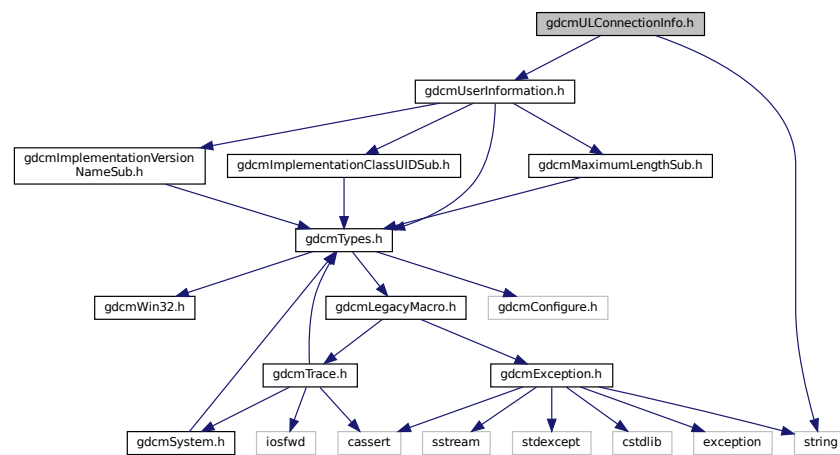 gdcmULConnectionInfo.h
gdcmUserInformation.h
gdcmImplementationVersion
NameSub.h
gdcmImplementationClassUIDSub.h
gdcmMaximumLengthSub.h
gdcmTypes.h
gdcmWin32.h
gdcmLegacyMacro.h
gdcmConfigure.h
gdcmTrace.h
gdcmException.h
gdcmSystem.h
iosfwd
cassert
sstream
stdexcept
cstdlib
exception
string